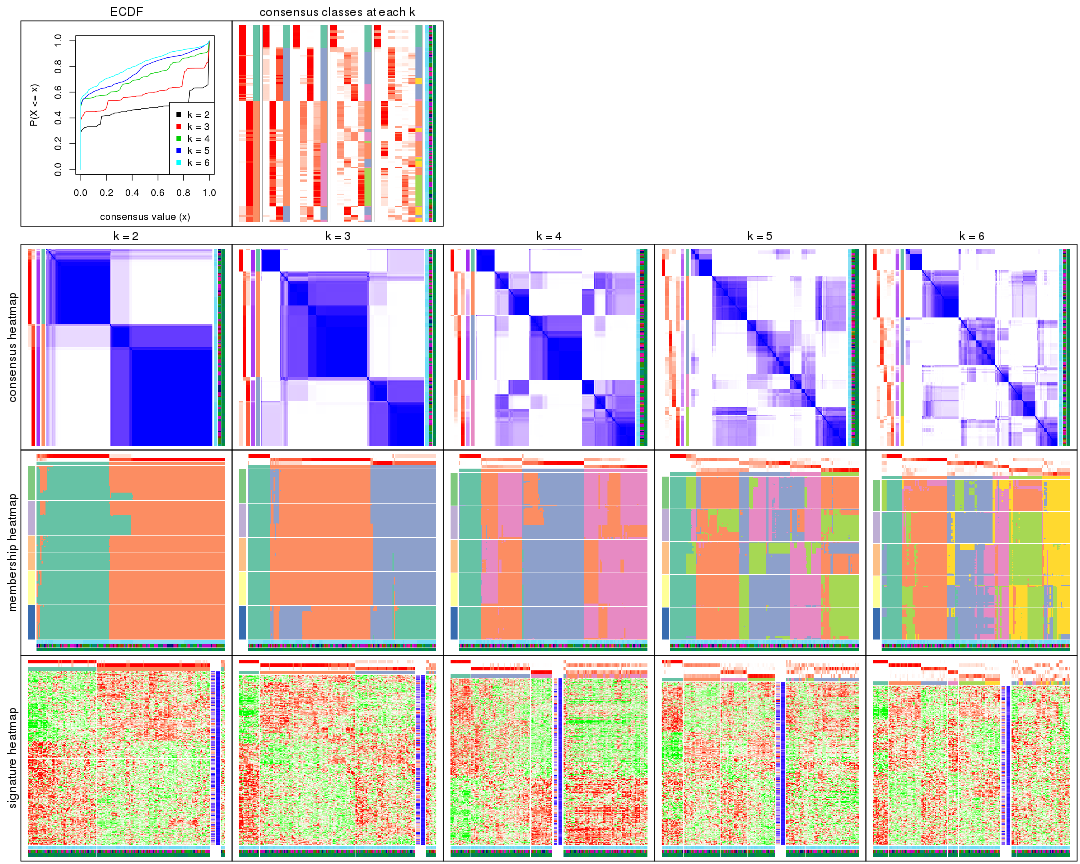 ECDF
consensus classes at each k
P(X <= x)
0.0 0.2 0.4 0.6 0.8 1.0
k = 2
k = 3
k = 4
k = 5
k = 6
0.0 0.2 0.4 0.6 0.8 1.0
consensus value (x)
k = 2
k = 3
k = 4
k = 5
k = 6
consensus heatmap
membership heatmap
signature heatmap